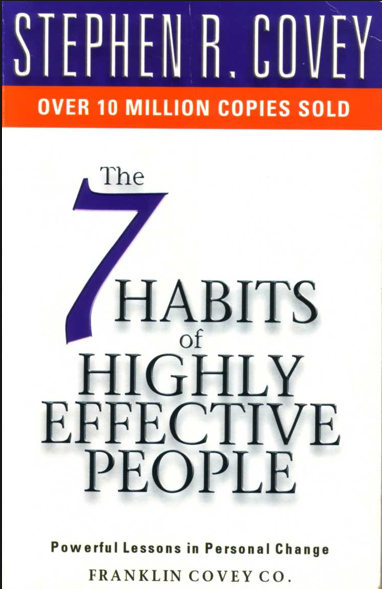 STEPHEN R. COVEY
OVER 10 MILLION COPIES SOLD
The
7 HABITS
of
HIGHLY
EFFECTIVE
PEOPLE
Powerful Lessons in Personal Change
FRANKLIN COVEY CO.